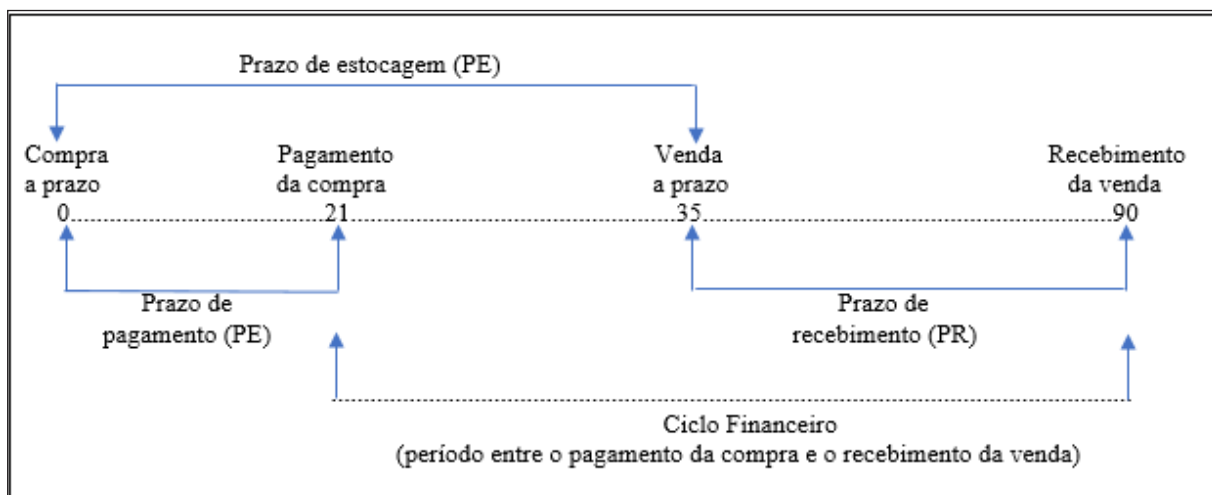 Prazo de estocagem (PE)
Compra
a prazo
Pagamento
da compra
Venda
a prazo
Recebimento
da venda
0
21
35
90
Prazo de
pagamento (PE)
Prazo de
recebimento (PR)
Ciclo Financeiro
(período entre o pagamento da compra e o recebimento da venda)